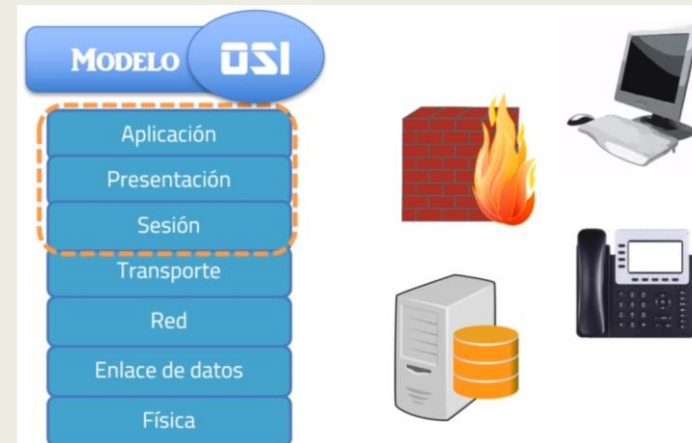 MODELO OSI
Aplicación
Presentación
Sesión
Transporte
Red
Enlace de datos
Física